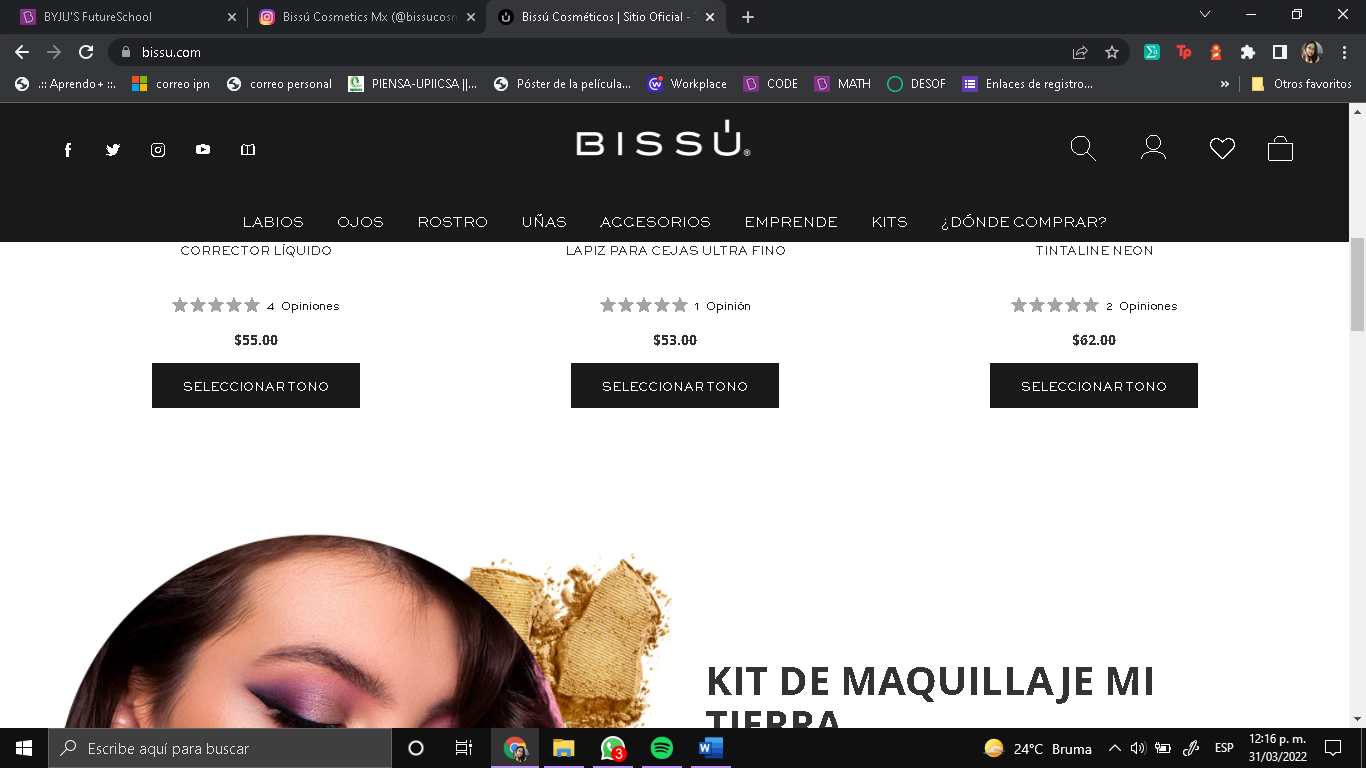 BYJU'S FutureSchool
Bissú Cosmetics Mx (@bissucosm
Bissú Cosméticos | Sitio Oficial -
bissu.com
.:: Aprendo+ ::.
correo ipn
correo personal
PIENSA-UPIICSA ||...
Póster de la película...
Workplace
CODE
MATH
DESOF
Enlaces de registro...
»
Otros favoritos
BISSÚ®
LABIOS OJOS ROSTRO UÑAS ACCESORIOS EMPRENDE KITS ¿DÓNDE COMPRAR?
CORRECTOR LÍQUIDO
4 Opiniones
$55.00
SELECCIONAR TONO
LAPIZ PARA CEJAS ULTRA FINO
1 Opinión
$53.00
SELECCIONAR TONO
TINTALINE NEON
2 Opiniones
$62.00
SELECCIONAR TONO
KIT DE MAQUILLAJE MI
TIERRA
Escribe aquí para buscar
3
24°C Bruma
ESP
12:16 p. m.
31/03/2022